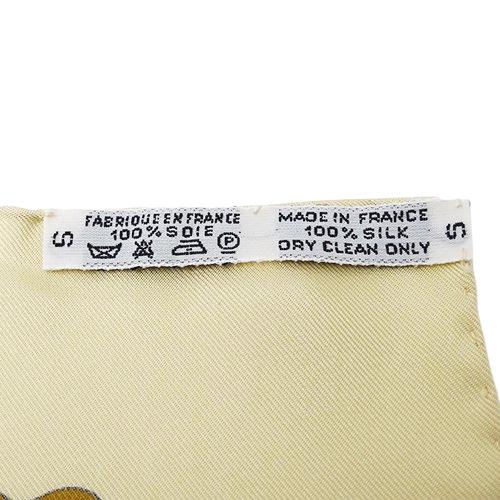 S
FABRIQUE EN FRANCE
100% SOIE
P
MADE IN FRANCE
100% SILK
DRY CLEAN ONLY
S